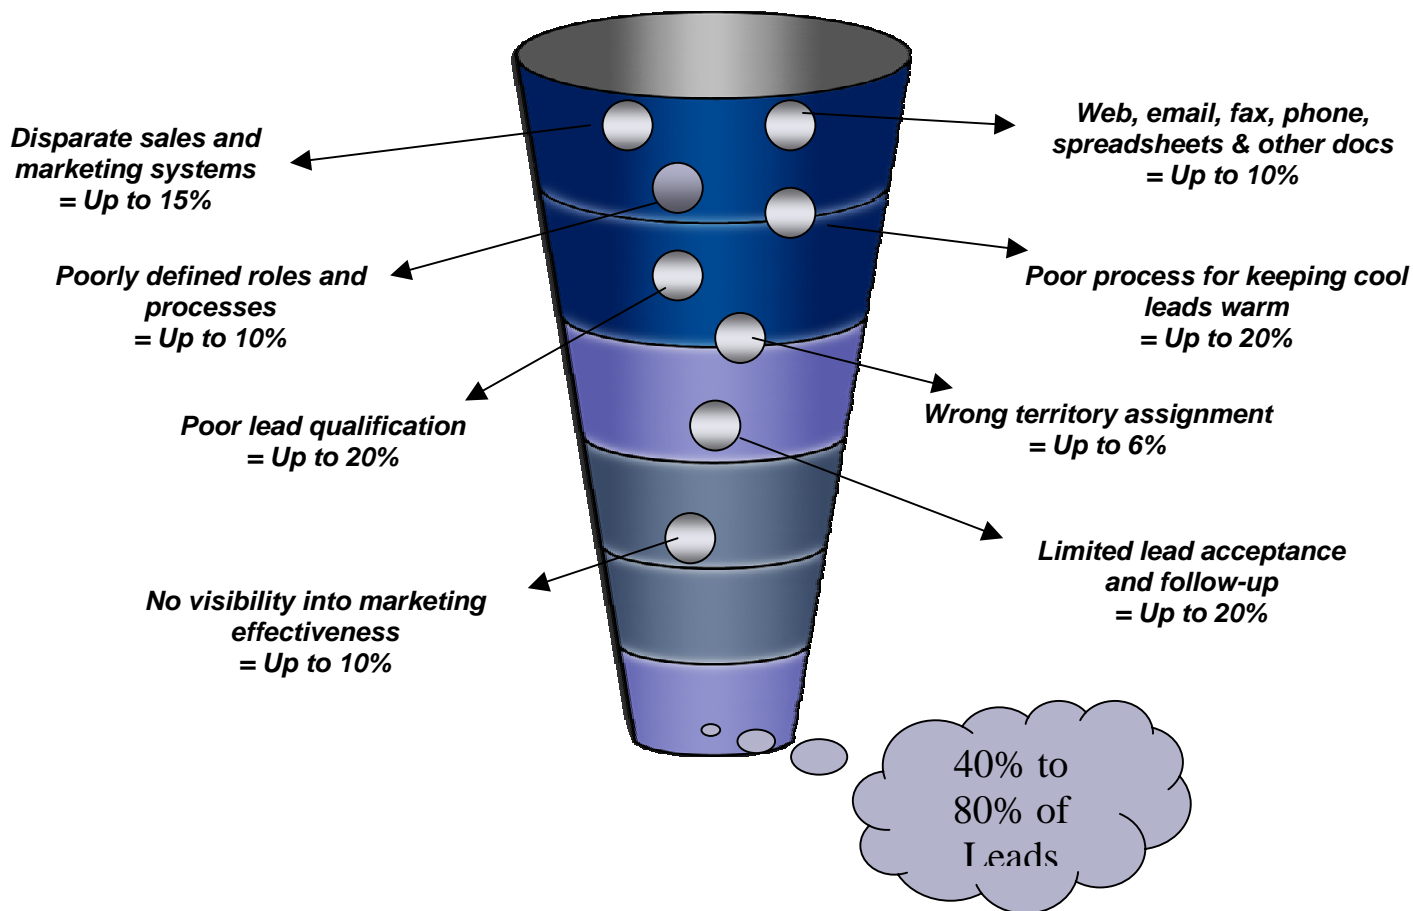 Disparate sales and
marketing systems
= Up to 15%
Web, email, fax, phone,
spreadsheets & other docs
= Up to 10%
Poorly defined roles and
processes
= Up to 10%
Poor process for keeping cool
leads warm
= Up to 20%
Poor lead qualification
= Up to 20%
Wrong territory assignment
= Up to 6%
Limited lead acceptance
and follow-up
= Up to 20%
No visibility into marketing
effectiveness
= Up to 10%
40% to
80% of
Leads